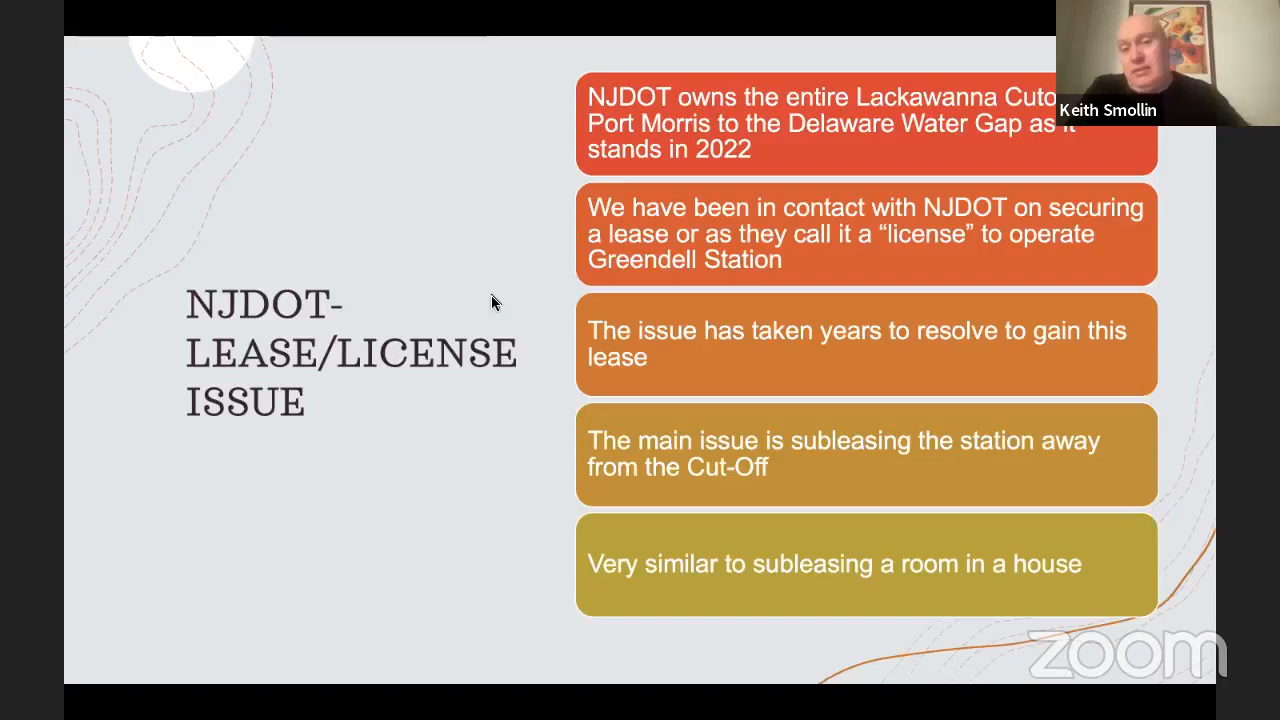 NJDOT-
LEASE/LICENSE
ISSUE
NJDOT owns the entire Lackawanna
Port Morris to the Delaware Water Gap as it
stands in 2022
We have been in contact with NJDOT on securing
a lease or as they call it a “license” to operate
Greendell Station
The issue has taken years to resolve to gain this
lease
The main issue is subleasing the station away
from the Cut-Off
Very similar to subleasing a room in a house
Keith Smollin
zoom